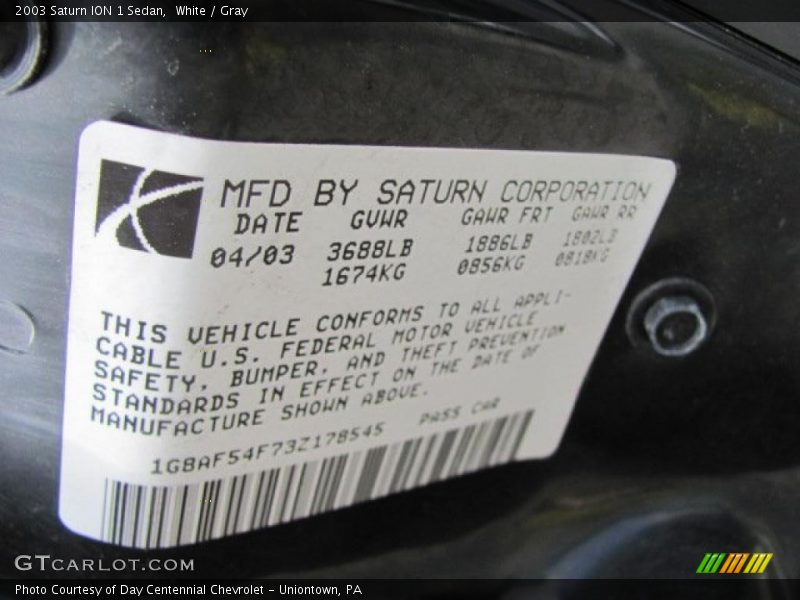 2003 Saturn ION 1 Sedan, White / Gray
MFD BY SATURN CORPORATION
DATE GVWR GAWR FRT GAWR RR
04/03 3688LB 1886LB 1802LB
1674KG 0856KG 0818KG
THIS VEHICLE CONFORMS TO ALL APPLI-
CABLE U.S. FEDERAL MOTOR VEHICLE
SAFETY, BUMPER, AND THEFT PREVENTION
STANDARDS IN EFFECT ON THE DATE OF
MANUFACTURE SHOWN ABOVE.
1G8AF54F73Z178545 PASS CAR
GTCARLOT.COM
Photo Courtesy of Day Centennial Chevrolet - Uniontown, PA